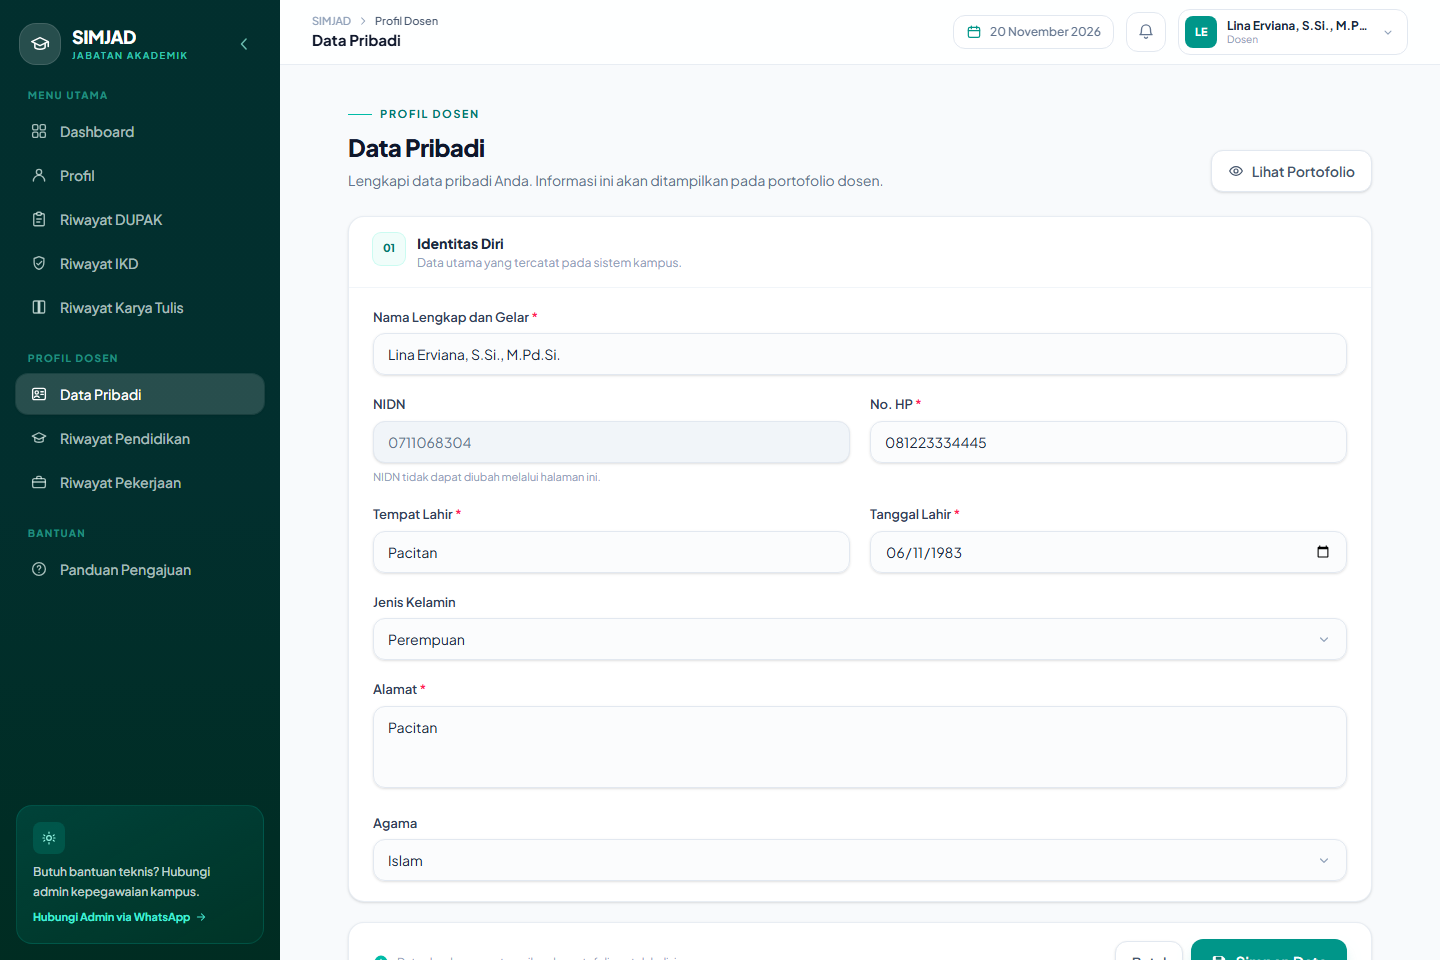 SIMJAD
JABATAN AKADEMIK
MENU UTAMA
Dashboard
Profil
Riwayat DUPAK
Riwayat IKD
Riwayat Karya Tulis
PROFIL DOSEN
Data Pribadi
Riwayat Pendidikan
Riwayat Pekerjaan
BANTUAN
Panduan Pengajuan
Butuh bantuan teknis? Hubungi
admin kepegawaian kampus.
Hubungi Admin via WhatsApp →
SIMJAD > Profil Dosen
Data Pribadi
20 November 2026
LE
Lina Erviana, S.Si., M.P...
Dosen
PROFIL DOSEN
Data Pribadi
Lengkapi data pribadi Anda. Informasi ini akan ditampilkan pada portofolio dosen.
Lihat Portofolio
01
Identitas Diri
Data utama yang tercatat pada sistem kampus.
Nama Lengkap dan Gelar *
Lina Erviana, S.Si., M.Pd.Si.
NIDN
0711068304
NIDN tidak dapat diubah melalui halaman ini.
No. HP *
081223334445
Tempat Lahir *
Pacitan
Tanggal Lahir *
06/11/1983
Jenis Kelamin
Perempuan
Alamat *
Pacitan
Agama
Islam
Batal
Simpan Data